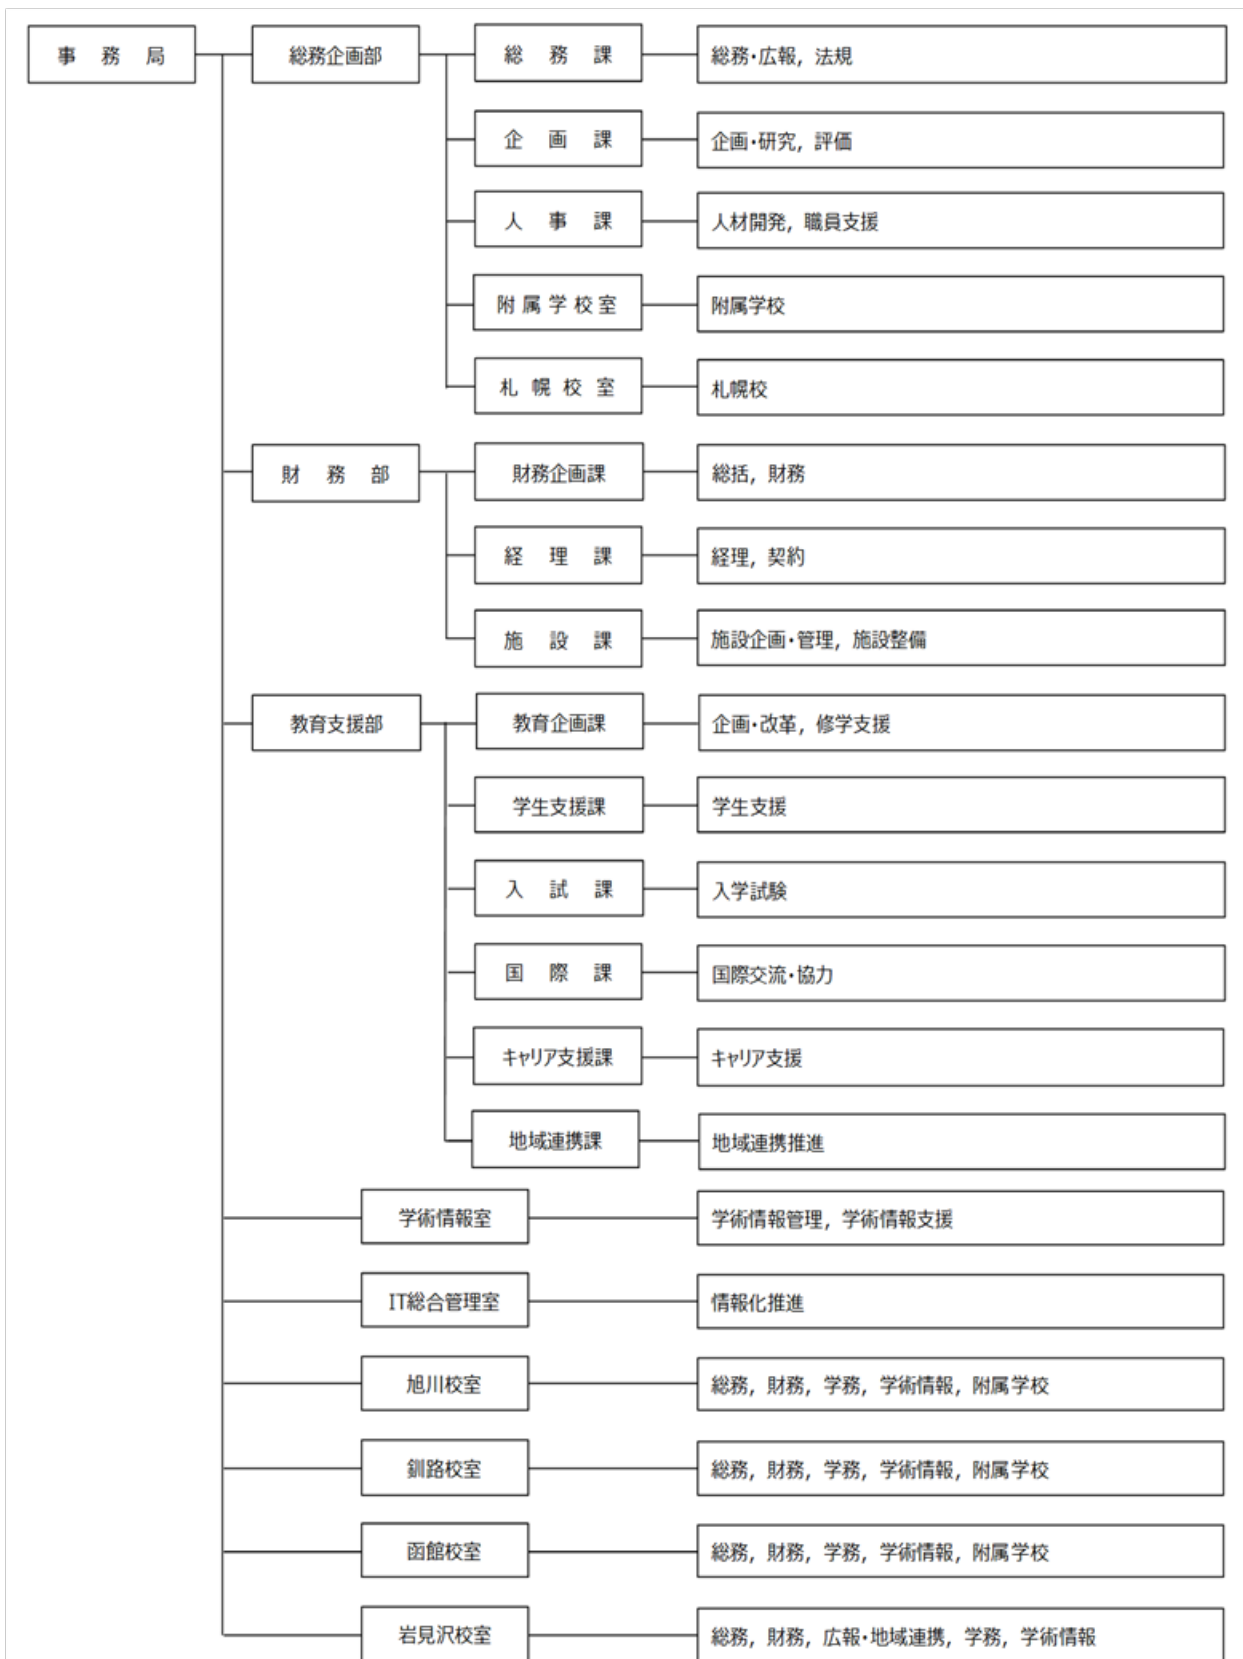 事務局 総務企画部 総務課 総務・広報，法規
企画課 企画・研究，評価
人事課 人材開発，職員支援
附属学校室 附属学校
札幌校室 札幌校
財務部 財務企画課 総括，財務
経理課 経理，契約
施設課 施設企画・管理，施設整備
教育支援部 教育企画課 企画・改革，修学支援
学生支援課 学生支援
入試課 入学試験
国際課 国際交流・協力
キャリア支援課 キャリア支援
地域連携課 地域連携推進
学術情報室 学術情報管理，学術情報支援
IT総合管理室 情報化推進
旭川校室 総務，財務，学務，学術情報，附属学校
釧路校室 総務，財務，学務，学術情報，附属学校
函館校室 総務，財務，学務，学術情報，附属学校
岩見沢校室 総務，財務，広報・地域連携，学務，学術情報